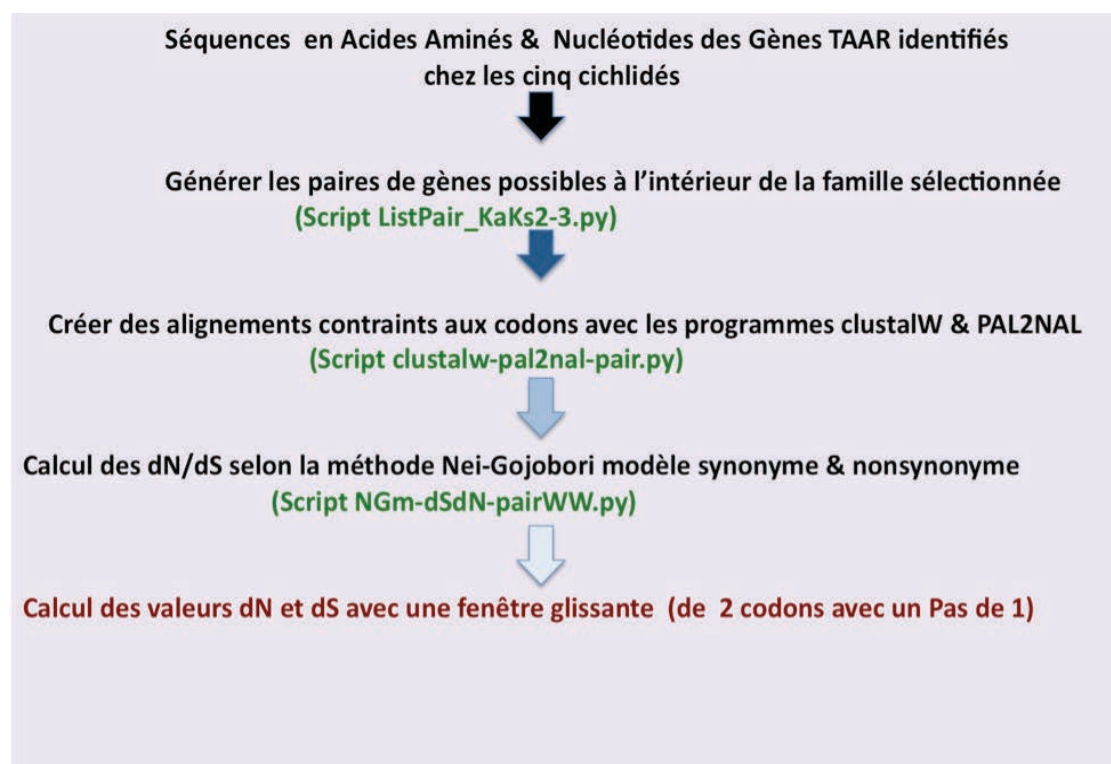 Séquences en Acides Aminés & Nucléotides des Gènes TAAR identifiés
chez les cinq cichlidés
Générer les paires de gènes possibles à l’intérieur de la famille sélectionnée
(Script ListPair_KaKs2-3.py)
Créer des alignements contraints aux codons avec les programmes clustalW & PAL2NAL
(Script clustalw-pal2nal-pair.py)
Calcul des dN/dS selon la méthode Nei-Gojobori modèle synonyme & nonsynonyme
(Script NGm-dSdN-pairWW.py)
Calcul des valeurs dN et dS avec une fenêtre glissante (de 2 codons avec un Pas de 1)